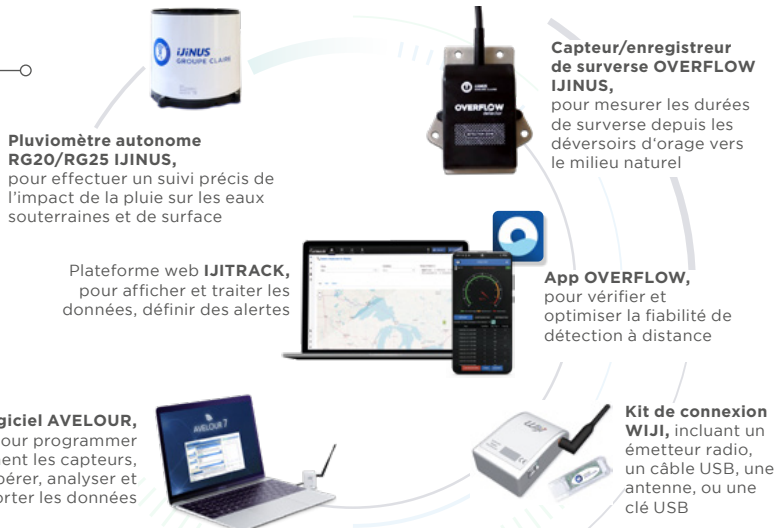 iJiNUS
GROUPE CLAIRE
Pluviomètre autonome
RG20/RG25 IJINUS,
pour effectuer un suivi précis de
l'impact de la pluie sur les eaux
souterraines et de surface
OVERFLOW
Capteur/enregistreur
de surverse OVERFLOW
IJINUS,
pour mesurer les durées
de surverse depuis les
déversoirs d'orage vers
le milieu naturel
Plateforme web IJITRACK,
pour afficher et traiter les
données, définir des alertes
App OVERFLOW,
pour vérifier et
optimiser la fiabilité de
détection à distance
giciel AVELOUR,
our programmer
ent les capteurs,
pérer, analyser et
orter les données
AVELOUR 7
Kit de connexion
WIJI, incluant un
émetteur radio,
un câble USB, une
antenne, ou une
clé USB